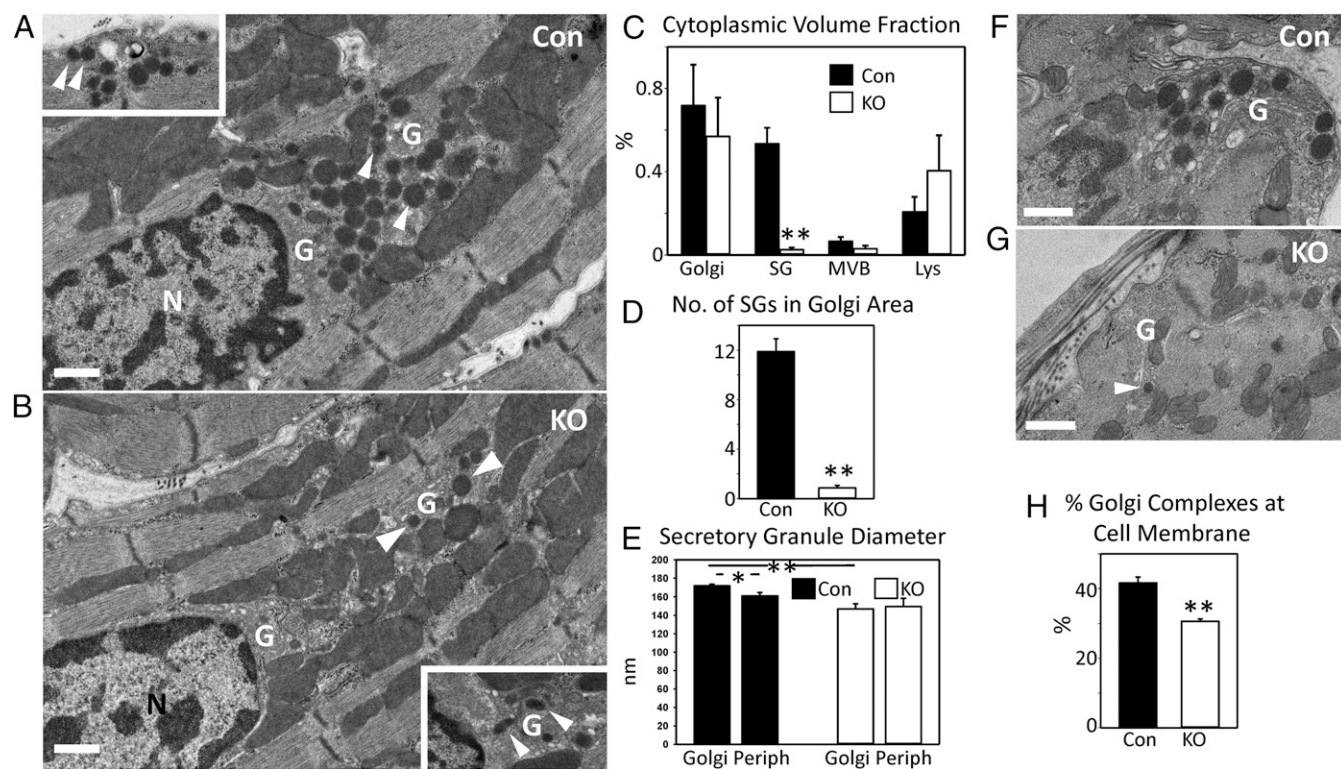 A
Con
G
G
N
B
KO
G
G
N
G
C Cytoplasmic Volume Fraction
Con
KO
%
0.8
0.4
0
**
Golgi SG MVB Lys
D No. of SGs in Golgi Area
12
8
4
0
**
Con KO
E Secretory Granule Diameter
* **
Con KO
nm
200
180
160
140
120
100
80
60
40
20
0
Golgi Periph Golgi Periph
F
Con
G
G
KO
G
H % Golgi Complexes at
Cell Membrane
%
40
20
0
**
Con KO